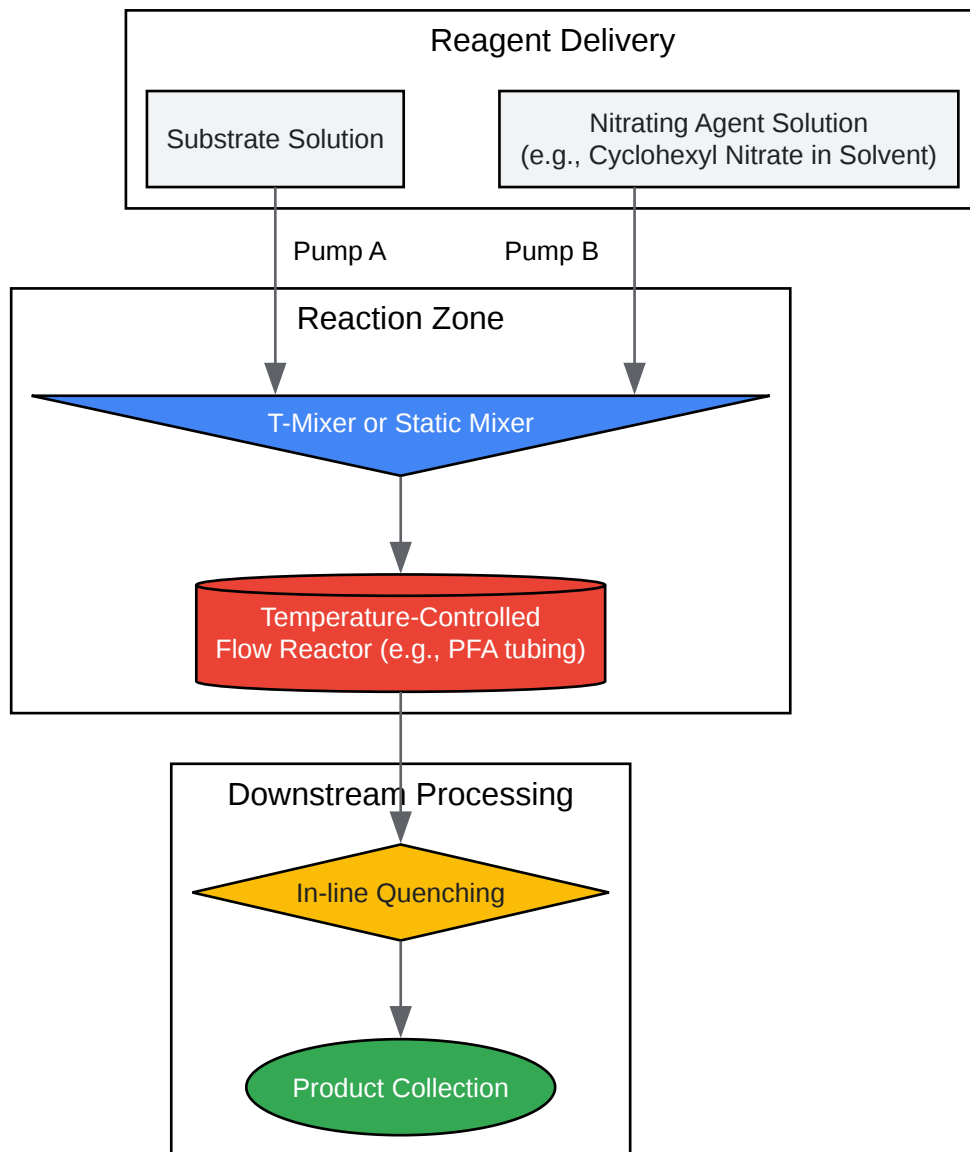 Reagent Delivery
Substrate Solution
Nitrating Agent Solution
(e.g., Cyclohexyl Nitrate in Solvent)
Pump A
Pump B
Reaction Zone
T-Mixer or Static Mixer
Temperature-Controlled
Flow Reactor (e.g., PFA tubing)
Downstream Processing
In-line Quenching
Product Collection